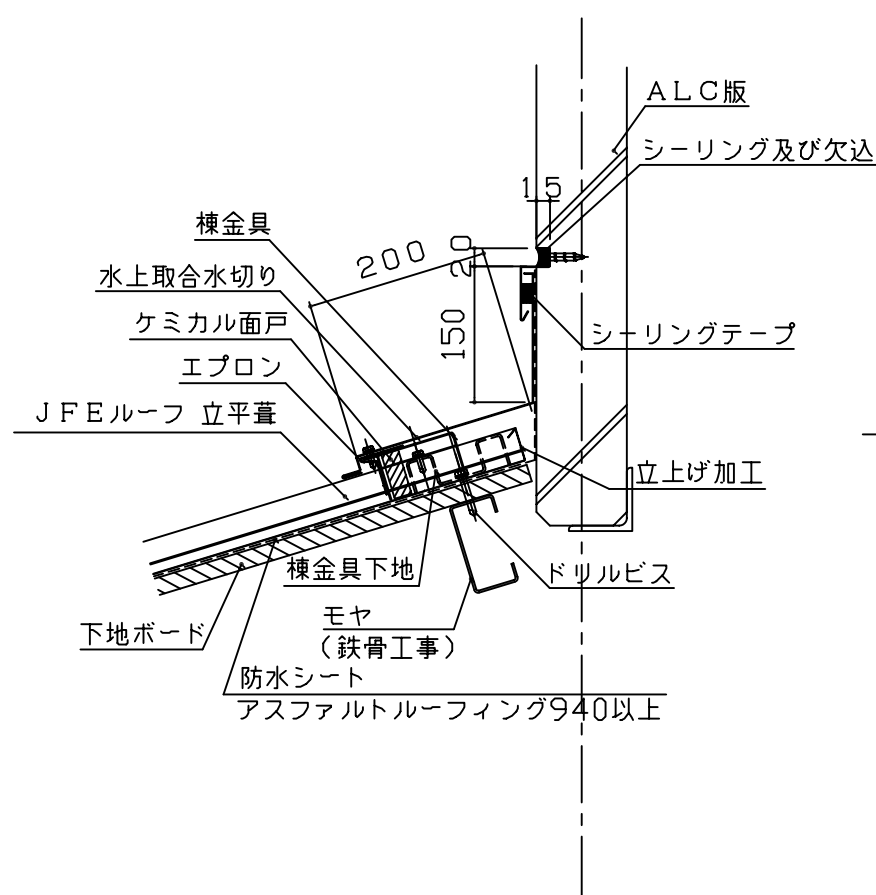 ＡＬＣ版
シーリング及び欠込
15
棟金具
200
20
水上取合水切り
ケミカル面戸
150
シーリングテープ
エプロン
ＪＦＥルーフ 立平葺
立上げ加工
棟金具下地
ドリルビス
モヤ
（鉄骨工事）
下地ボード
防水シート
アスファルトルーフィング940以上